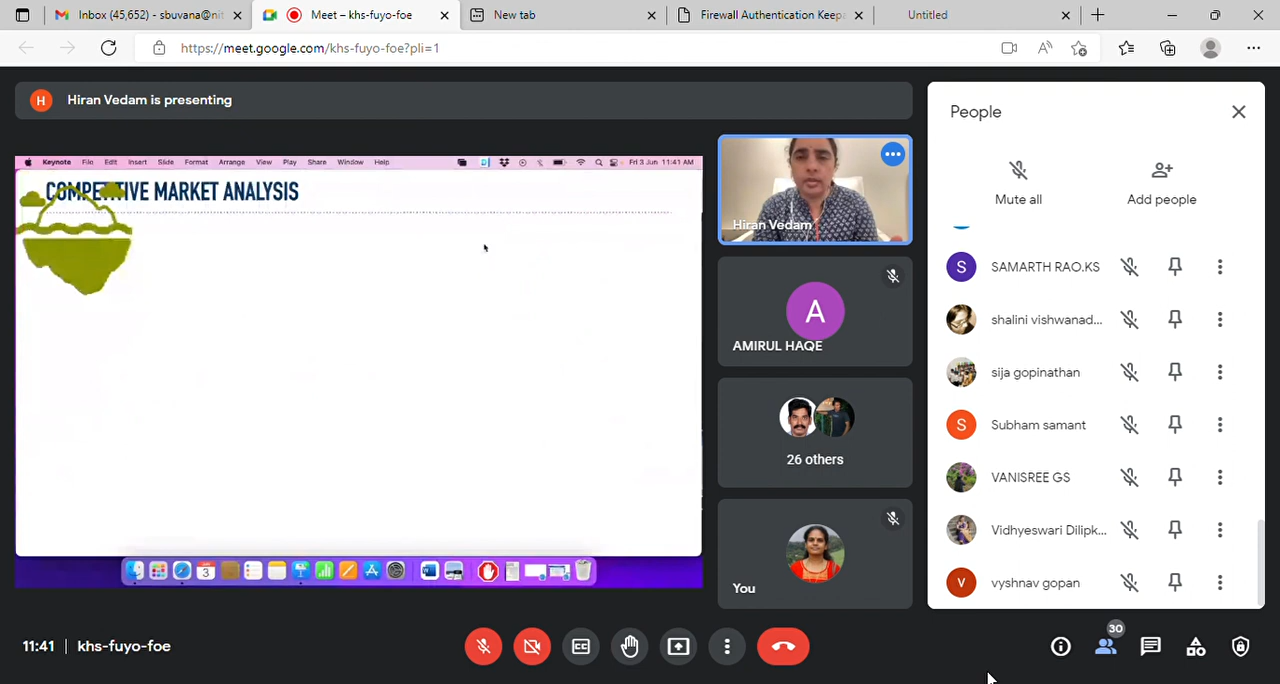 Inbox (45,652) - sbuvana@nit
Meet – khs-fuyo-foe
New tab
Firewall Authentication Keepa
Untitled
https://meet.google.com/khs-fuyo-foe?pli=1
H
Hiran Vedam is presenting
Keynote File Edit Insert Slide Format Arrange View Play Share Window Help
Fri 3 Jun 11:41 AM
COMPETITIVE MARKET ANALYSIS
3
Hiran Vedam
A
AMIRUL HAQE
26 others
You
People
Mute all
Add people
S
SAMARTH RAO.KS
shalini vishwanad...
sija gopinathan
S
Subham samant
VANISREE GS
Vidhyeswari Dilipk...
V
vyshnav gopan
11:41 | khs-fuyo-foe
30